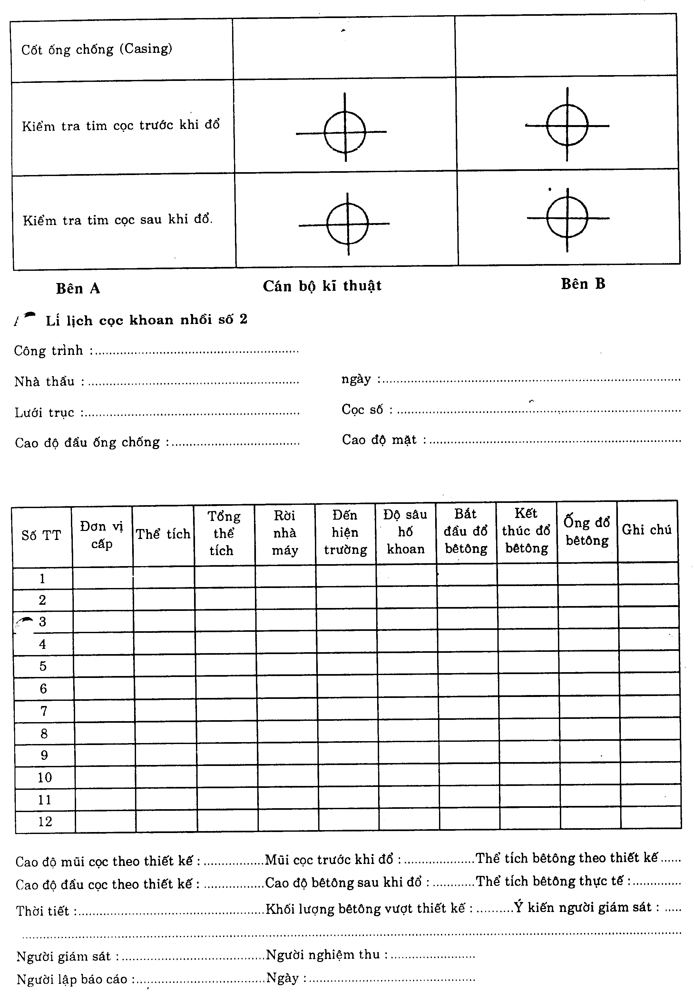 Cốt ống chống (Casing)
Kiểm tra tim cọc trước khi đổ
Kiểm tra tim cọc sau khi đổ.
Bên A Cán bộ kĩ thuật Bên B
Lí lịch cọc khoan nhồi số 2
Công trình :..........
Nhà thầu :.......... ngày :..........
Lưới trục :.......... Cọc số :..........
Cao độ đầu ống chống :.......... Cao độ mặt :..........
Số TT Đơn vị cấp Thể tích Tổng thể tích Rời nhà máy Đến hiện trường Độ sâu hố khoan Bắt đầu đổ bêtông Kết thúc đổ bêtông Ống đổ bêtông Ghi chú
1
2
3
4
5
6
7
8
9
10
11
12
Cao độ mũi cọc theo thiết kế :..........Mũi cọc trước khi đổ :..........Thể tích bêtông theo thiết kế......
Cao độ đầu cọc theo thiết kế :..........Cao độ bêtông sau khi đổ :..........Thể tích bêtông thực tế :..........
Thời tiết :..........Khối lượng bêtông vượt thiết kế :..........Ý kiến người giám sát : .....
..........
Người giám sát :..........Người nghiệm thu :..........
Người lập báo cáo :..........Ngày :..........